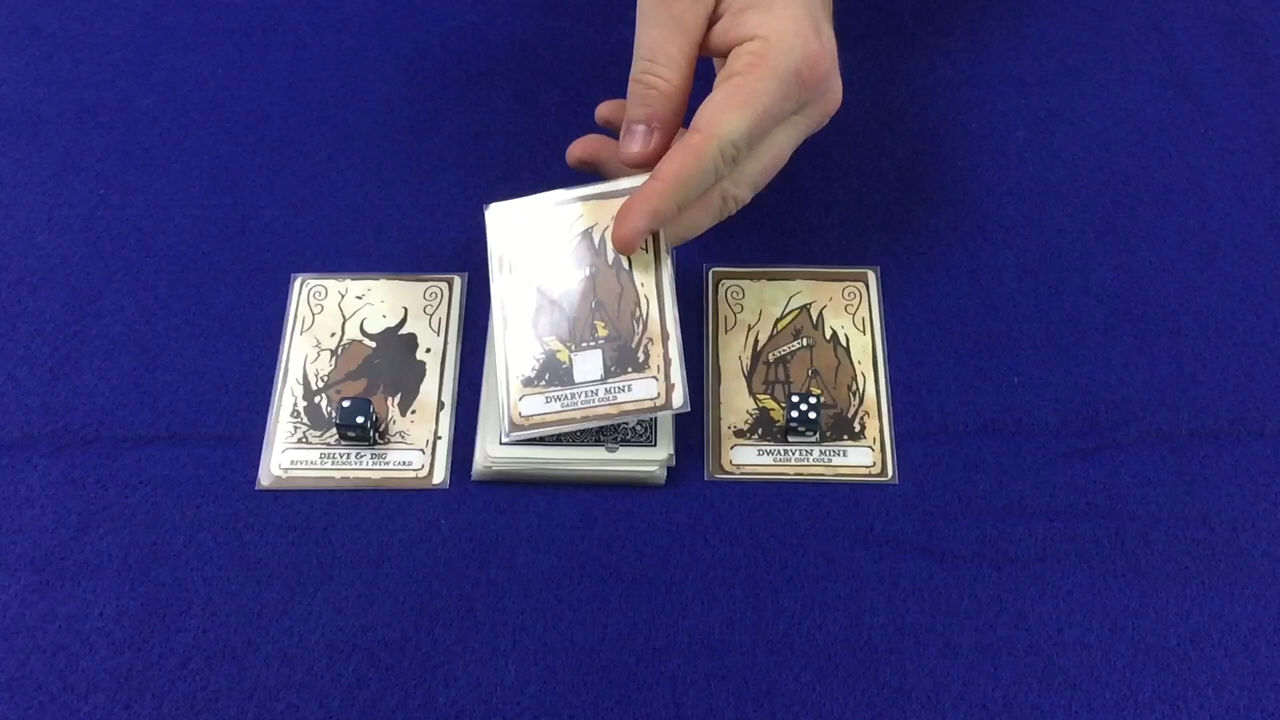 DELVE & DIG
REVEAL & RESOLVE 1 NEW CARD
DWARVEN MINE
GAIN ONE GOLD
DWARVEN MINE
GAIN ONE GOLD